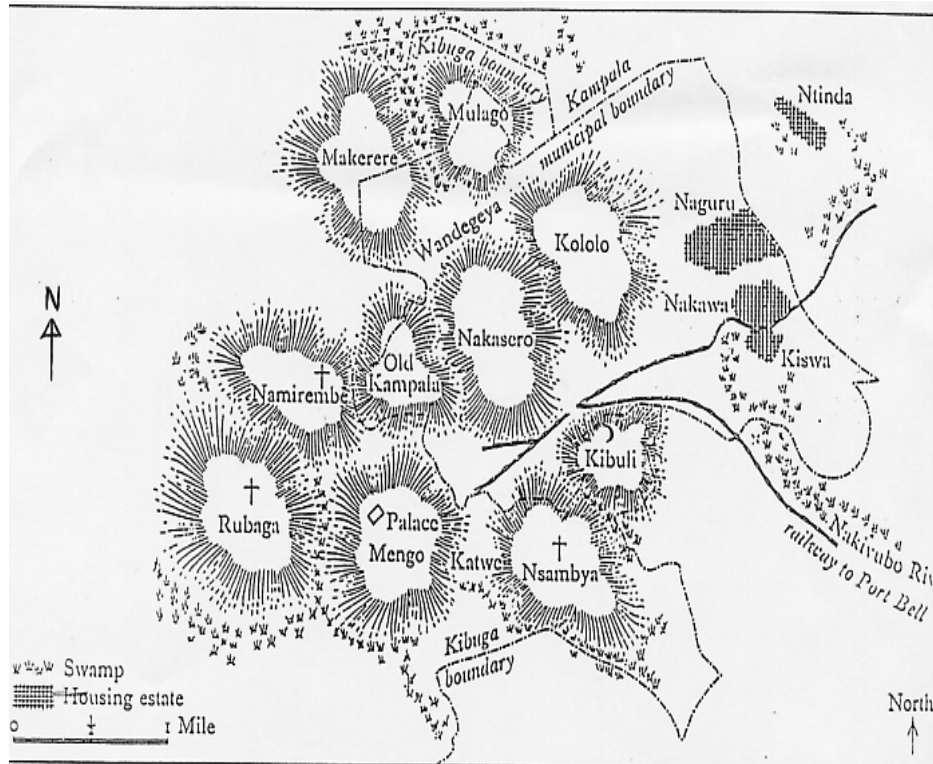 Kibuga boundary
Kampala
municipal boundary
Ntinda
Mulago
Makerere
Wandegeya
Naguru
Kololo
N
Nakawa
Nakasero
Old
Kampala
Kiswa
Namirembe
Kibuli
Rubaga
Palace
Mengo
Katwe
Nsambya
Nakivubo Riv
railway to Port Bell
Kibuga
boundary
Swamp
Housing estate
0 ½ 1 Mile
North